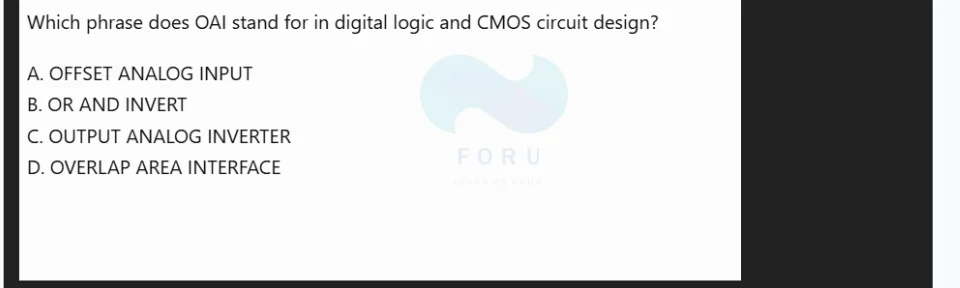 Which phrase does OAI stand for in digital logic and CMOS circuit design?
A. OFFSET ANALOG INPUT
B. OR AND INVERT
C. OUTPUT ANALOG INVERTER
D. OVERLAP AREA INTERFACE
FORU